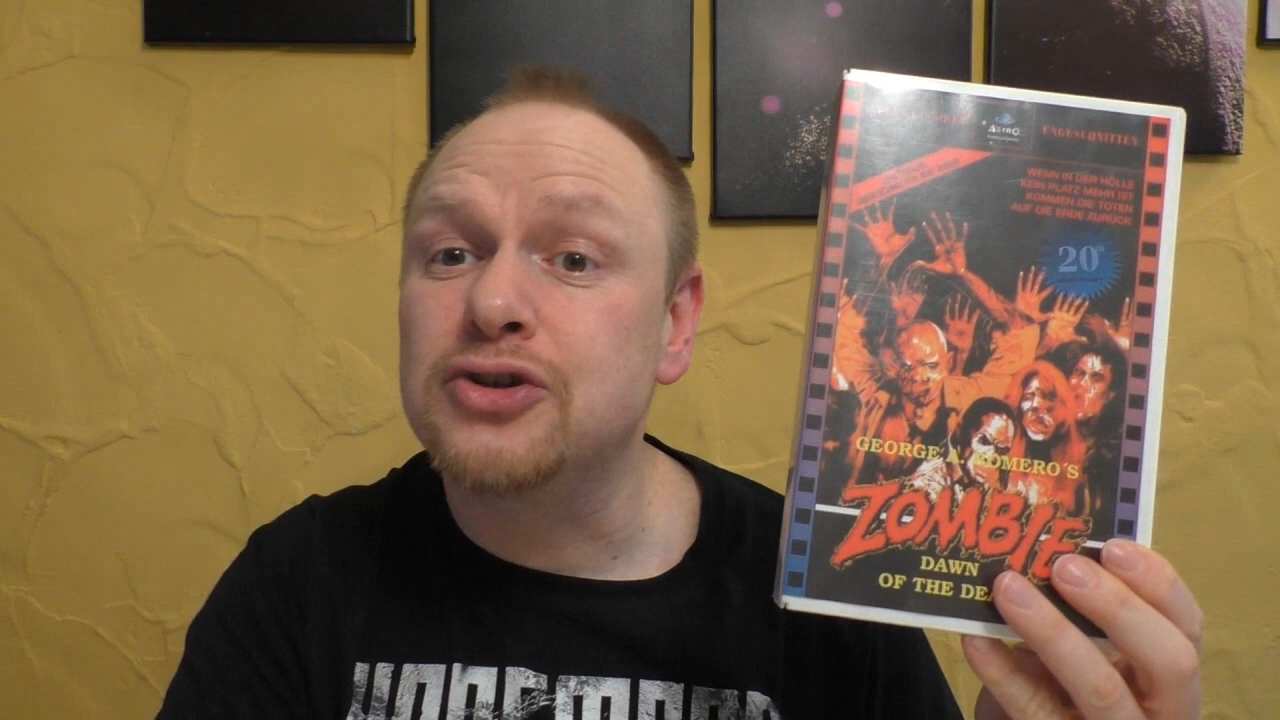 ASTRO
UNGESCHNITTEN
WENN IN DER HÖLLE
KEIN PLATZ MEHR IST
KOMMEN DIE TOTEN
AUF DIE ERDE ZURÜCK
20
GEORGE A. ROMERO'S
ZOMBIE
DAWN
OF THE DEA